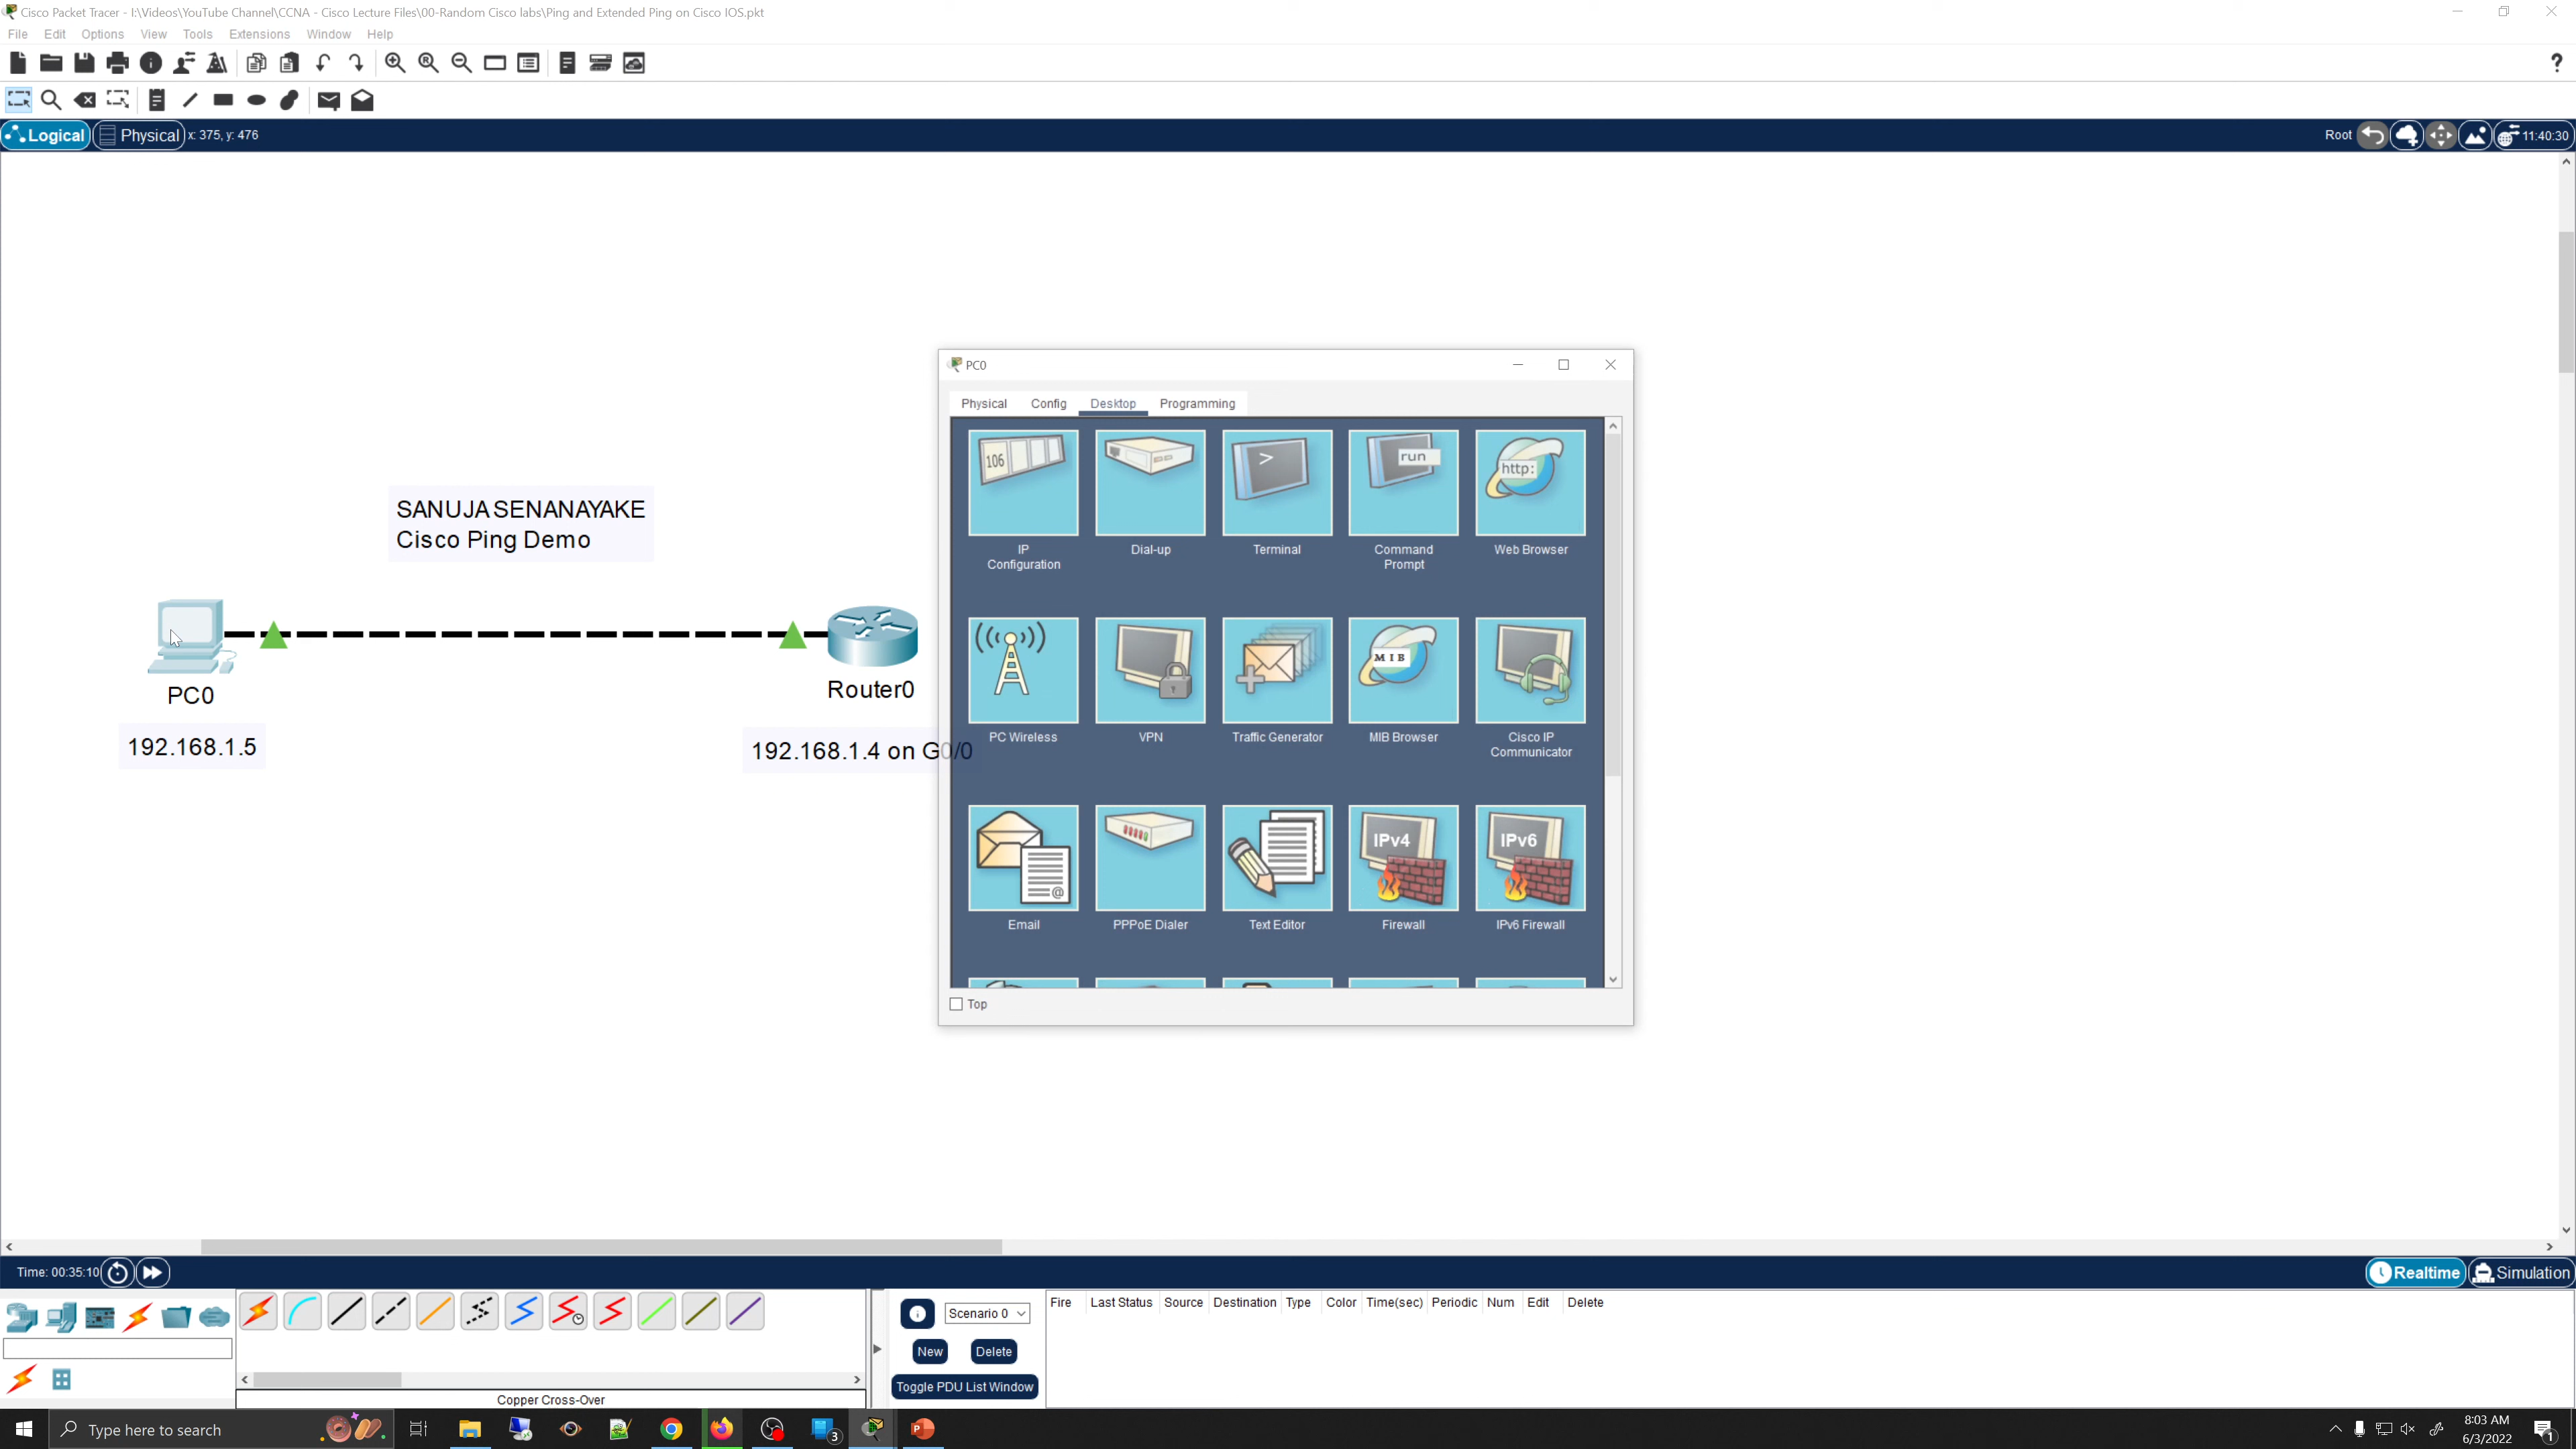 Cisco Packet Tracer - I:\Videos\YouTube Channel\CCNA - Cisco Lecture Files\00-Random Cisco labs\Ping and Extended Ping on Cisco IOS.pkt
File Edit Options View Tools Extensions Window Help
?
Logical Physical x: 375, y: 476 Root 11:40:30
SANUJA SENANAYAKE
Cisco Ping Demo
PC0
192.168.1.5
Router0
192.168.1.4 on G0/0
PC0
Physical Config Desktop Programming
106 > run http:
IP Configuration
Dial-up
Terminal
Command Prompt
Web Browser
MIB
PC Wireless
VPN
Traffic Generator
MIB Browser
Cisco IP Communicator
@ IPv4 IPv6
Email
PPPoE Dialer
Text Editor
Firewall
IPv6 Firewall
Top
Time: 00:35:10 Realtime Simulation
Scenario 0
New Delete
Toggle PDU List Window
Fire Last Status Source Destination Type Color Time(sec) Periodic Num Edit Delete
Copper Cross-Over
Type here to search
3
8:03 AM
6/3/2022
1